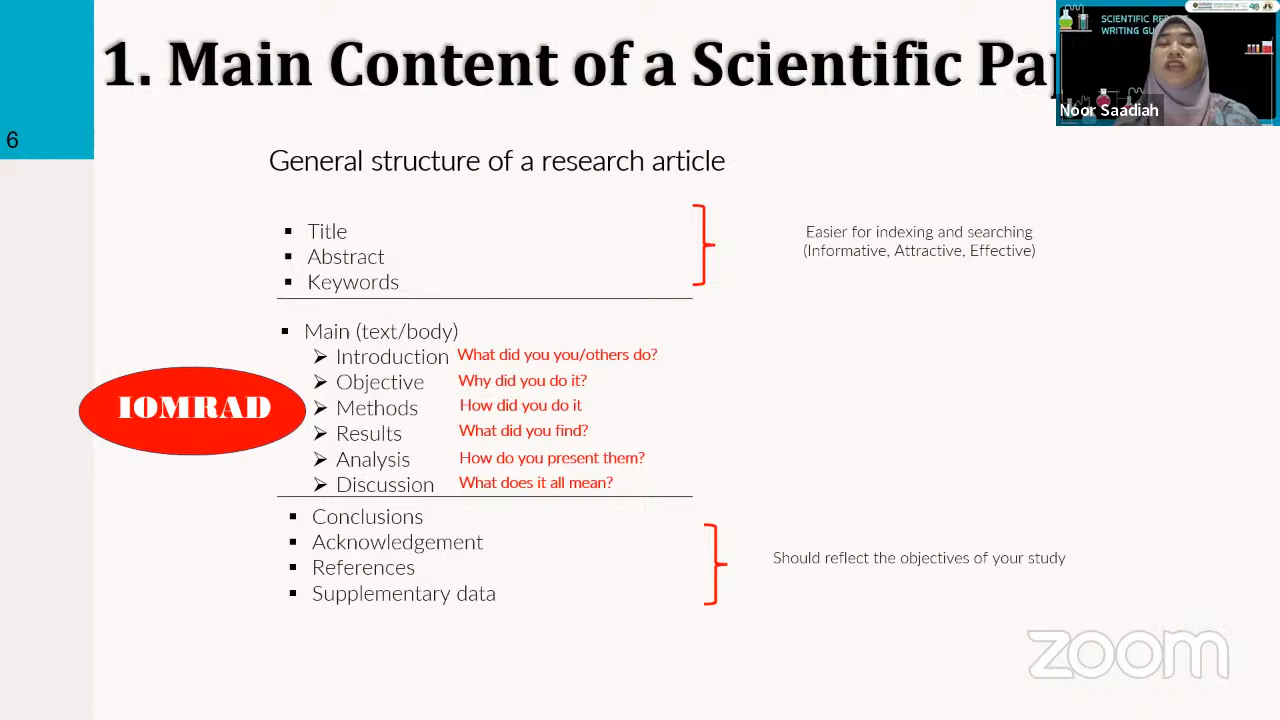 1. Main Content of a Scientific Pap
6
SCIENTIFIC RE
WRITING GU
Noor Saadiah
General structure of a research article
Title
Abstract
Keywords
Easier for indexing and searching
(Informative, Attractive, Effective)
Main (text/body)
Introduction What did you you/others do?
Objective Why did you do it?
Methods How did you do it
Results What did you find?
Analysis How do you present them?
Discussion What does it all mean?
IOMRAD
Conclusions
Acknowledgement
References
Supplementary data
Should reflect the objectives of your study
zoom